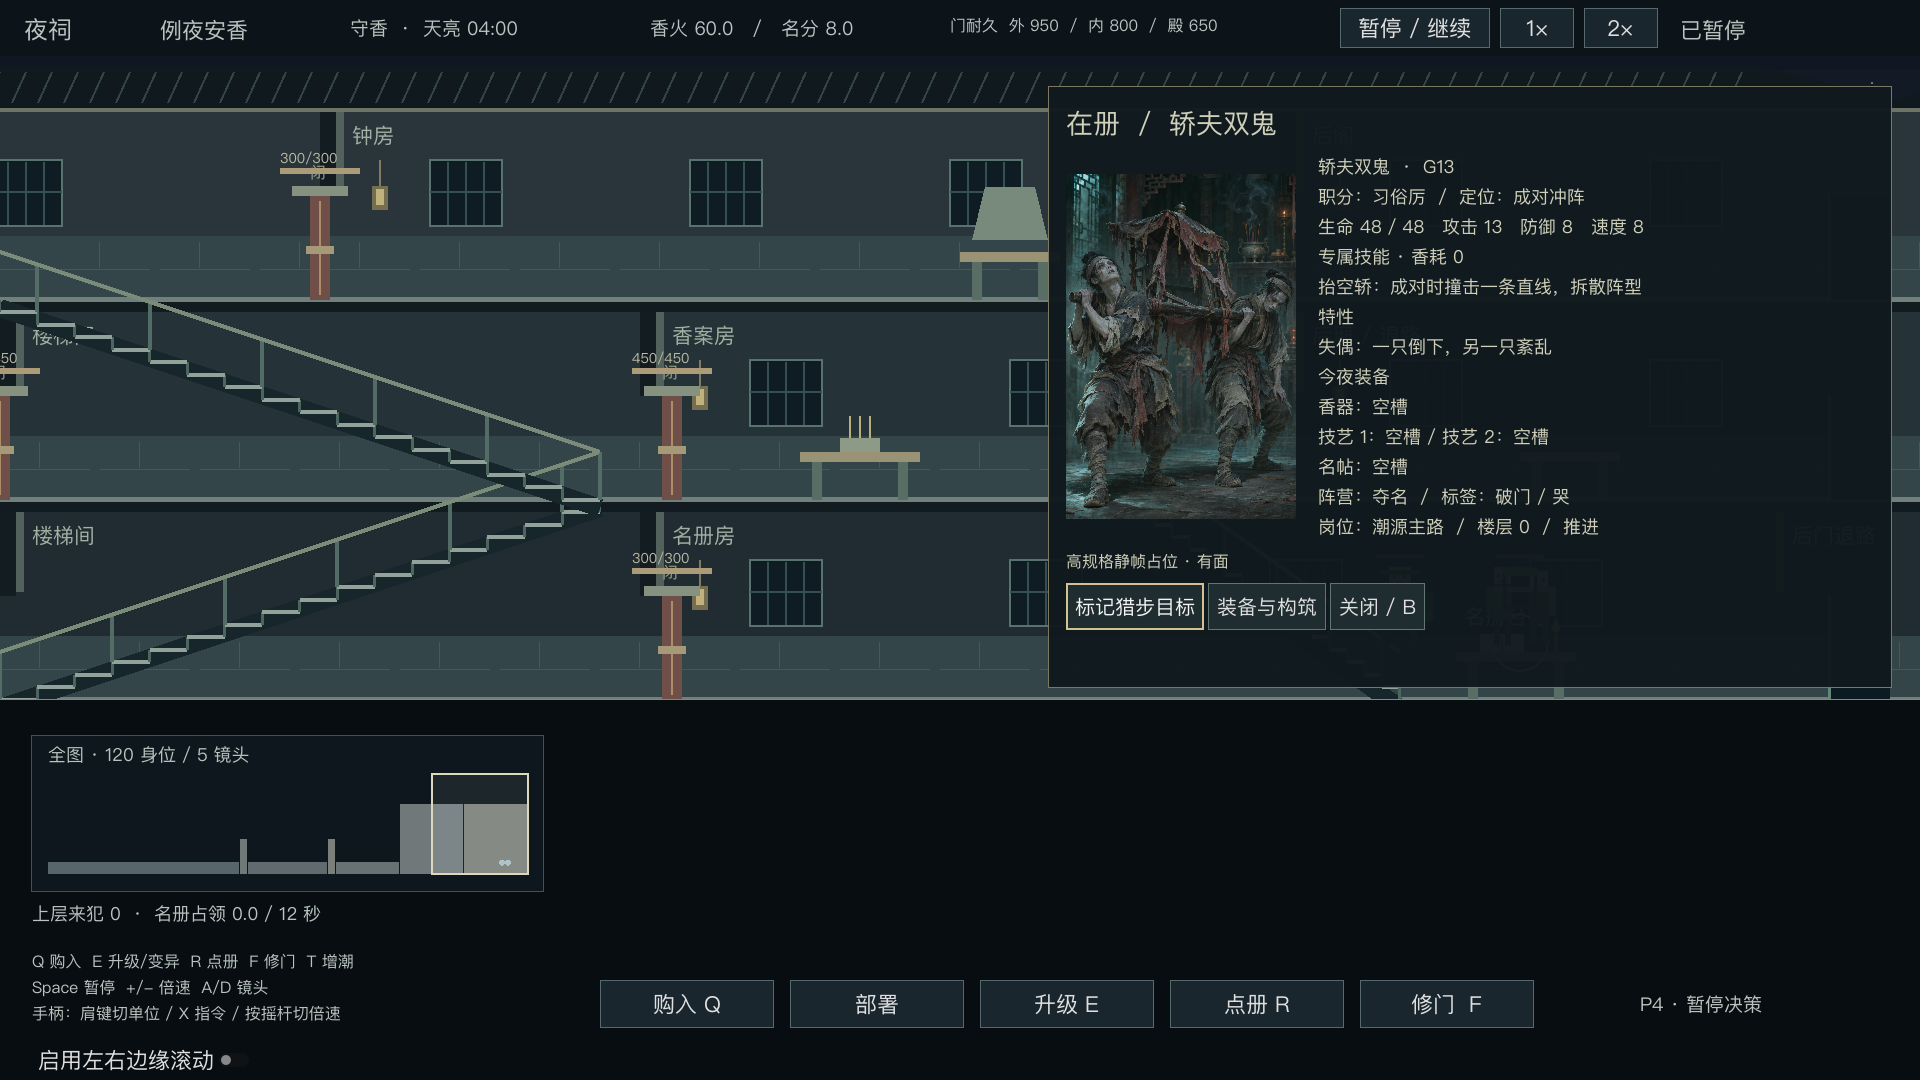 夜祠
例夜安香
守香 · 天亮 04:00
香火 60.0 / 名分 8.0
门耐久 外 950 / 内 800 / 殿 650
暂停 / 继续
1×
2×
已暂停
钟房
300/300
闭
香案房
450/450
闭
楼梯间
名册房
300/300
闭
在册 / 轿夫双鬼
轿夫双鬼 · G13
职分：习俗厉 / 定位：成对冲阵
生命 48 / 48 攻击 13 防御 8 速度 8
专属技能 · 香耗 0
抬空轿：成对时撞击一条直线，拆散阵型
特性
失偶：一只倒下，另一只紊乱
今夜装备
香器：空槽
技艺 1：空槽 / 技艺 2：空槽
名帖：空槽
阵营：夺名 / 标签：破门 / 哭
岗位：潮源主路 / 楼层 0 / 推进
高规格静帧占位 · 有面
标记猎步目标
装备与构筑
关闭 / B
全图 · 120 身位 / 5 镜头
上层来犯 0 · 名册占领 0.0 / 12 秒
Q 购入 E 升级/变异 R 点册 F 修门 T 增潮
Space 暂停 +/− 倍速 A/D 镜头
手柄：肩键切单位 / X 指令 / 按摇杆切倍速
启用左右边缘滚动
购入 Q
部署
升级 E
点册 R
修门 F
P4 · 暂停决策